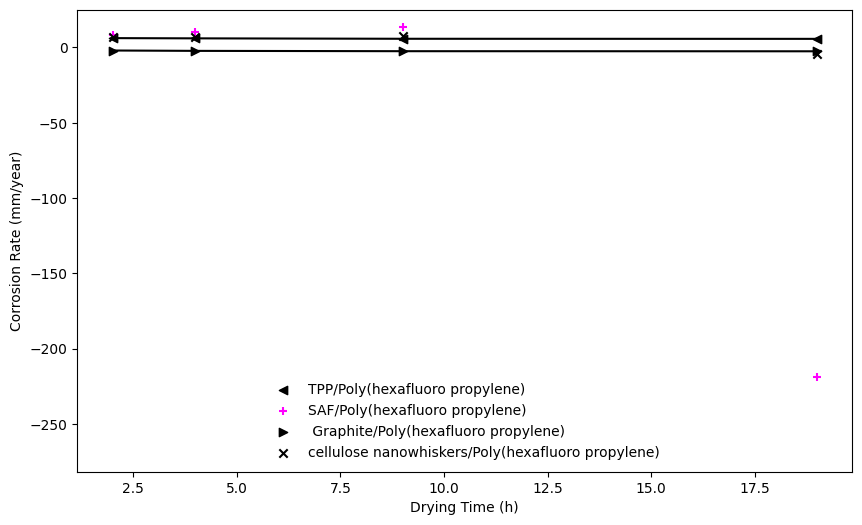 0
−50
−100
−150
−200
−250
Corrosion Rate (mm/year)
TPP/Poly(hexafluoro propylene)
SAF/Poly(hexafluoro propylene)
Graphite/Poly(hexafluoro propylene)
cellulose nanowhiskers/Poly(hexafluoro propylene)
2.5 5.0 7.5 10.0 12.5 15.0 17.5
Drying Time (h)